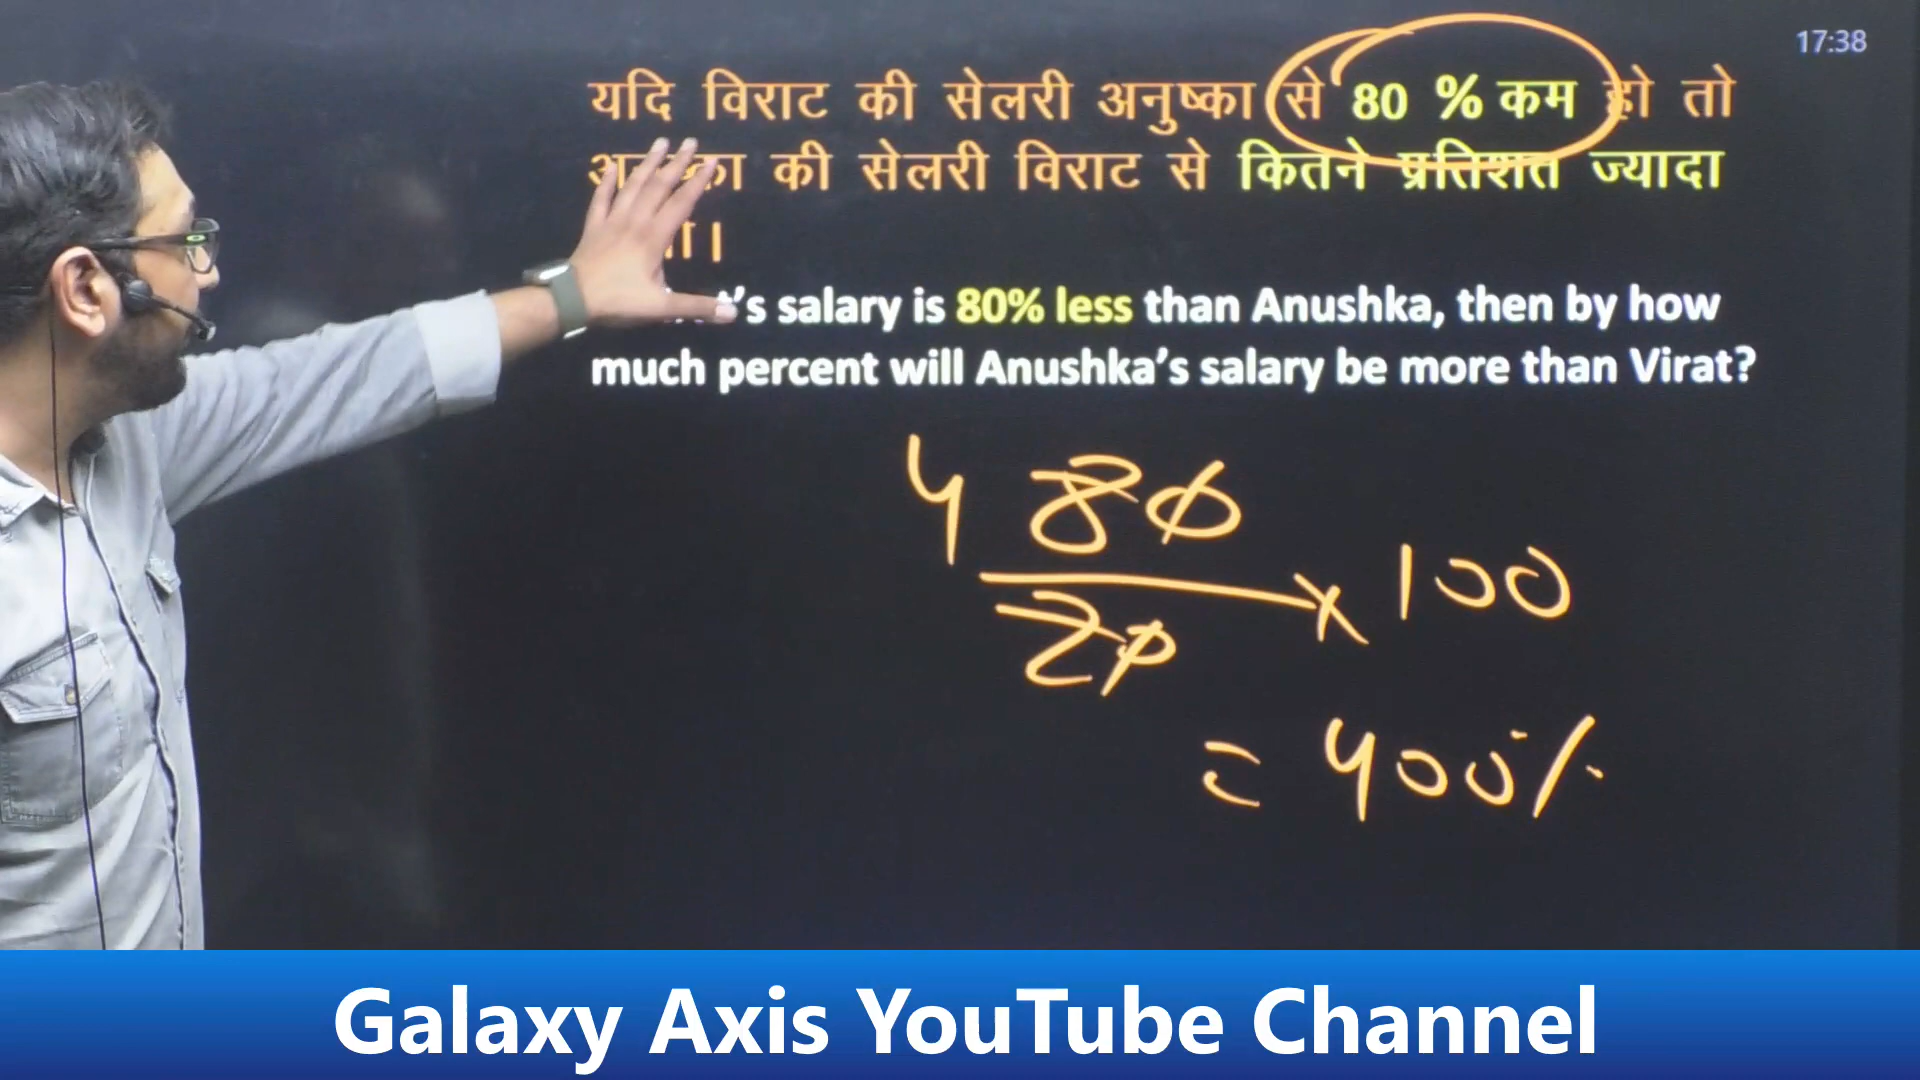 17:38
यदि विराट की सेलरी अनुष्का से 80 % कम हो तो
की सेलरी विराट से कितने प्रतिशत ज्यादा
's salary is 80% less than Anushka, then by how
much percent will Anushka's salary be more than Virat?
4 80
20 × 100
= 400%
Galaxy Axis YouTube Channel